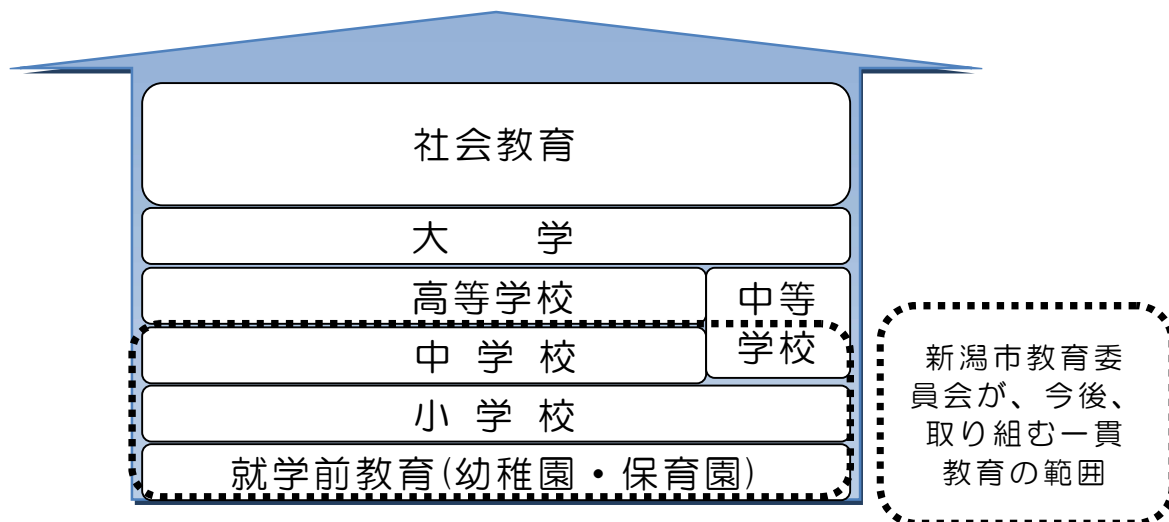 社会教育
大 学
高等学校
中等
学校
中 学 校
小 学 校
就学前教育(幼稚園・保育園)
新潟市教育委
員会が、今後、
取り組む一貫
教育の範囲